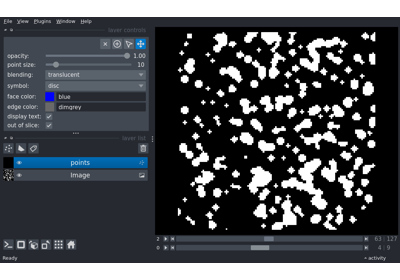 File View Plugins Window Help
layer controls
opacity: 1.00
point size: 10
blending: translucent
symbol: disc
face color: blue
edge color: dimgrey
display text:
out of slice:
layer list
points
Image
2 63 127
0 4 9
Ready activity